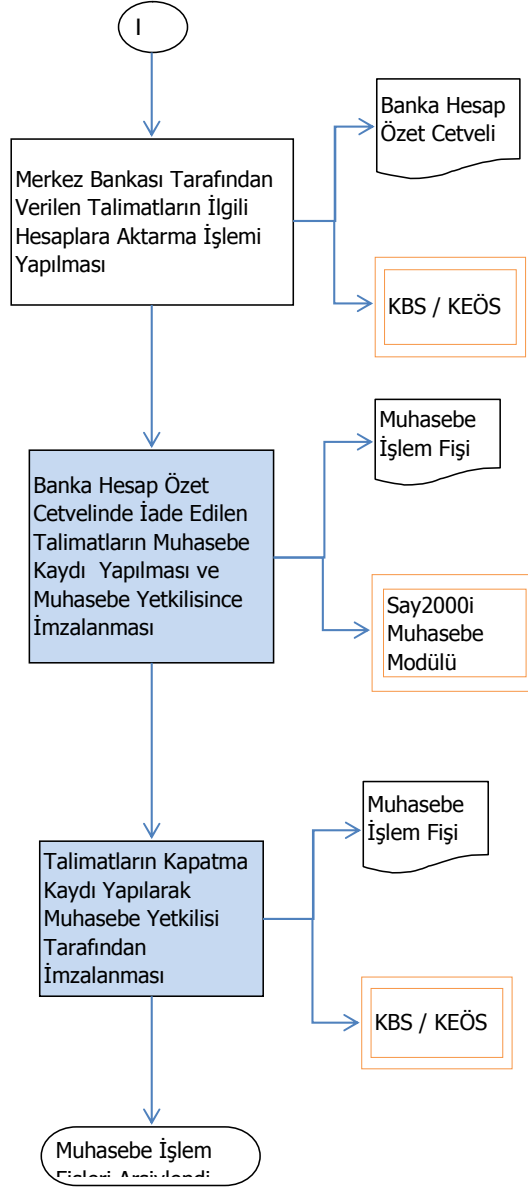 I
Banka Hesap
Özet Cetveli
Merkez Bankası Tarafından
Verilen Talimatların İlgili
Hesaplara Aktarma İşlemi
Yapılması
KBS / KEÖS
Muhasebe
İşlem Fişi
Banka Hesap Özet
Cetvelinde İade Edilen
Talimatların Muhasebe
Kaydı Yapılması ve
Muhasebe Yetkilisince
İmzalanması
Say2000i
Muhasebe
Modülü
Muhasebe
İşlem Fişi
Talimatların Kapatma
Kaydı Yapılarak
Muhasebe Yetkilisi
Tarafından
İmzalanması
KBS / KEÖS
Muhasebe İşlem
Fişleri Arşivlendi